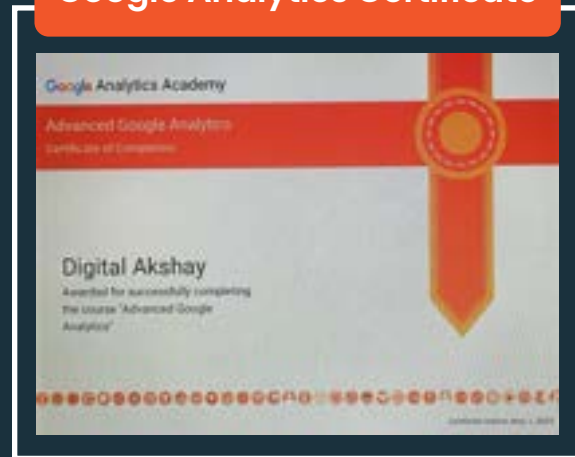 Google Analytics Certificate
Google Analytics Academy
Advanced Google Analytics
Certificate of Completion
Digital Akshay
Awarded for successfully completing
the course "Advanced Google
Analytics"